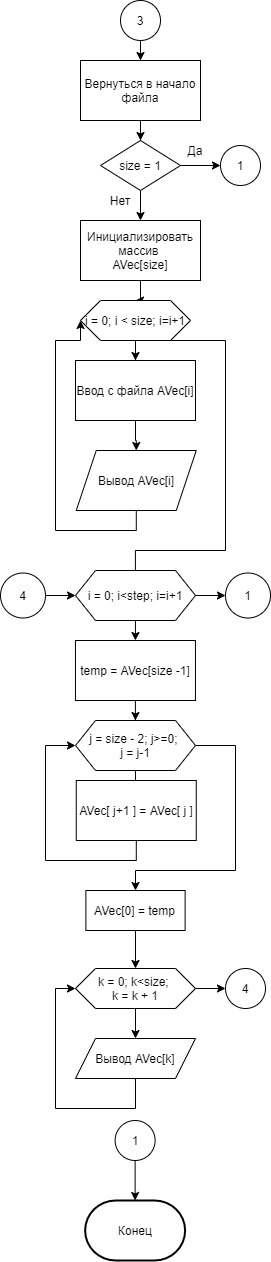 3
Вернуться в начало
файла
size = 1
Да
1
Нет
Инициализировать
массив
AVec[size]
i = 0; i < size; i=i+1
Ввод с файла AVec[i]
Вывод AVec[i]
4
i = 0; i<step; i=i+1
1
temp = AVec[size -1]
j = size - 2; j>=0;
j = j-1
AVec[ j+1 ] = AVec[ j ]
AVec[0] = temp
k = 0; k<size;
k = k + 1
4
Вывод AVec[k]
1
Конец